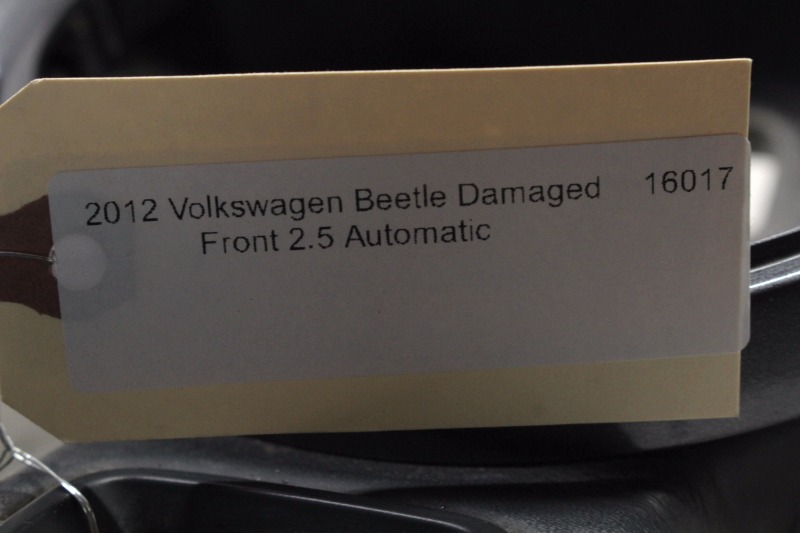 2012 Volkswagen Beetle Damaged 16017
Front 2.5 Automatic